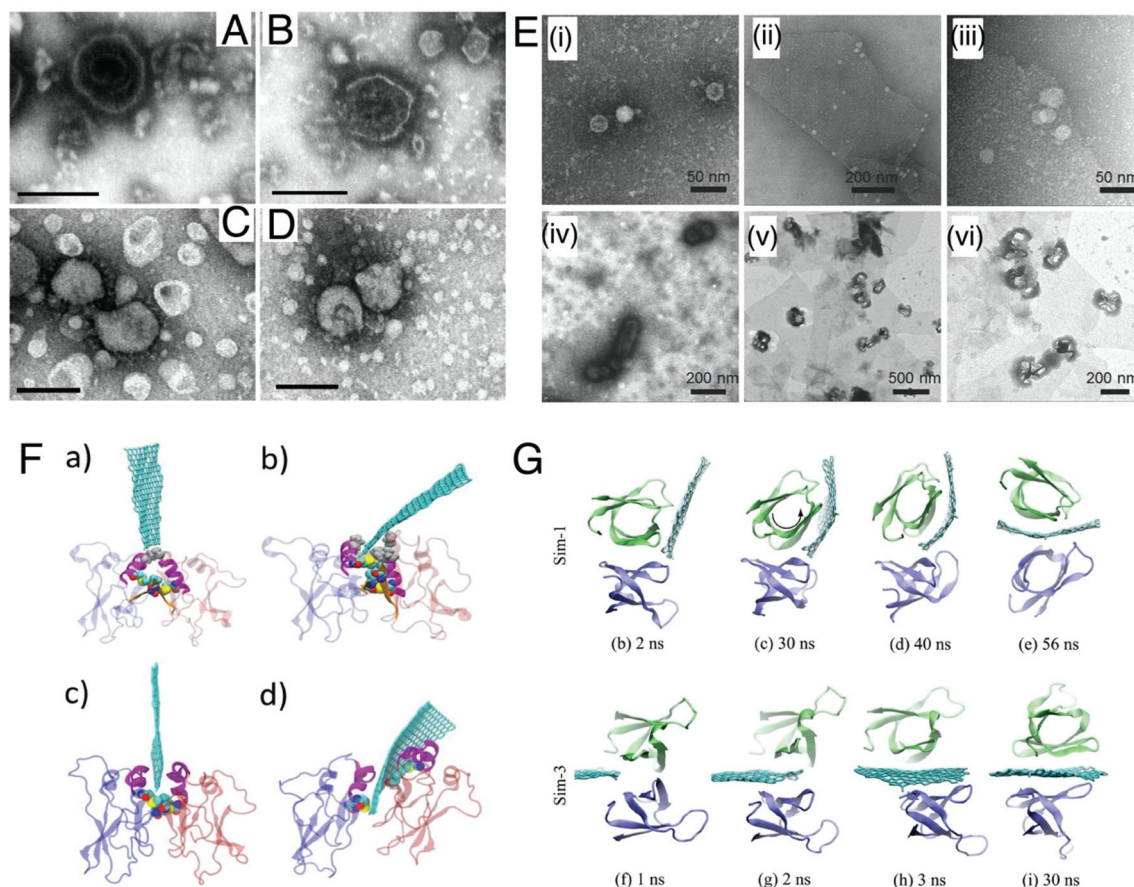 A
B
E
(i)
(ii)
(iii)
50 nm
200 nm
50 nm
C
D
(iv)
(v)
(vi)
200 nm
500 nm
200 nm
F
a)
b)
G
Sim-1
(b) 2 ns
(c) 30 ns
(d) 40 ns
(e) 56 ns
c)
d)
Sim-3
(f) 1 ns
(g) 2 ns
(h) 3 ns
(i) 30 ns